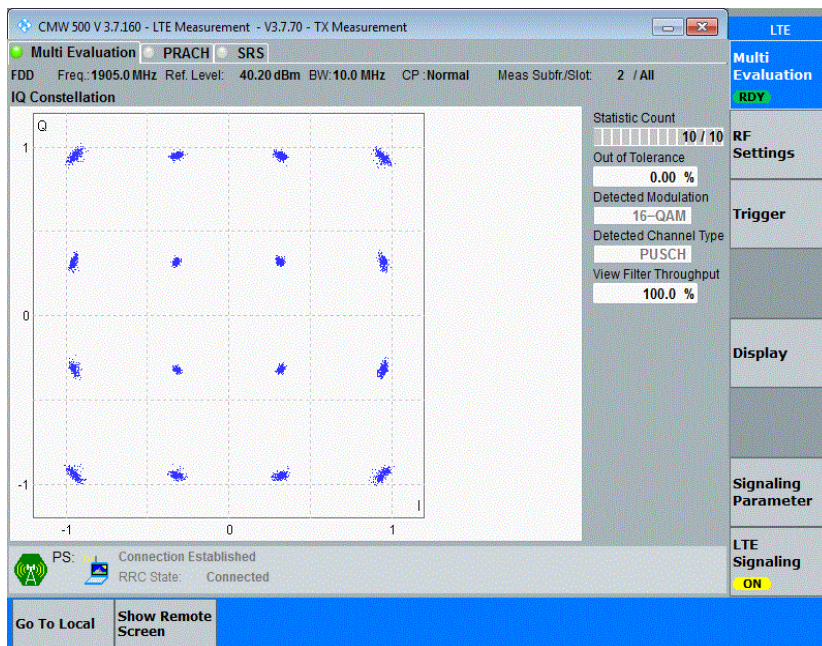 CMW 500 V 3.7.160 - LTE Measurement - V3.7.70 - TX Measurement
LTE
Multi Evaluation PRACH SRS
FDD Freq.: 1905.0 MHz Ref. Level: 40.20 dBm BW: 10.0 MHz CP : Normal Meas Subfr./Slot: 2 / All
IQ Constellation
Q
1
0
-1
-1 0 1
I
Statistic Count
10 / 10
Out of Tolerance
0.00 %
Detected Modulation
16-QAM
Detected Channel Type
PUSCH
View Filter Throughput
100.0 %
Multi
Evaluation
RDY
RF
Settings
Trigger
Display
Signaling
Parameter
LTE
Signaling
ON
PS: Connection Established
RRC State: Connected
Go To Local
Show Remote
Screen